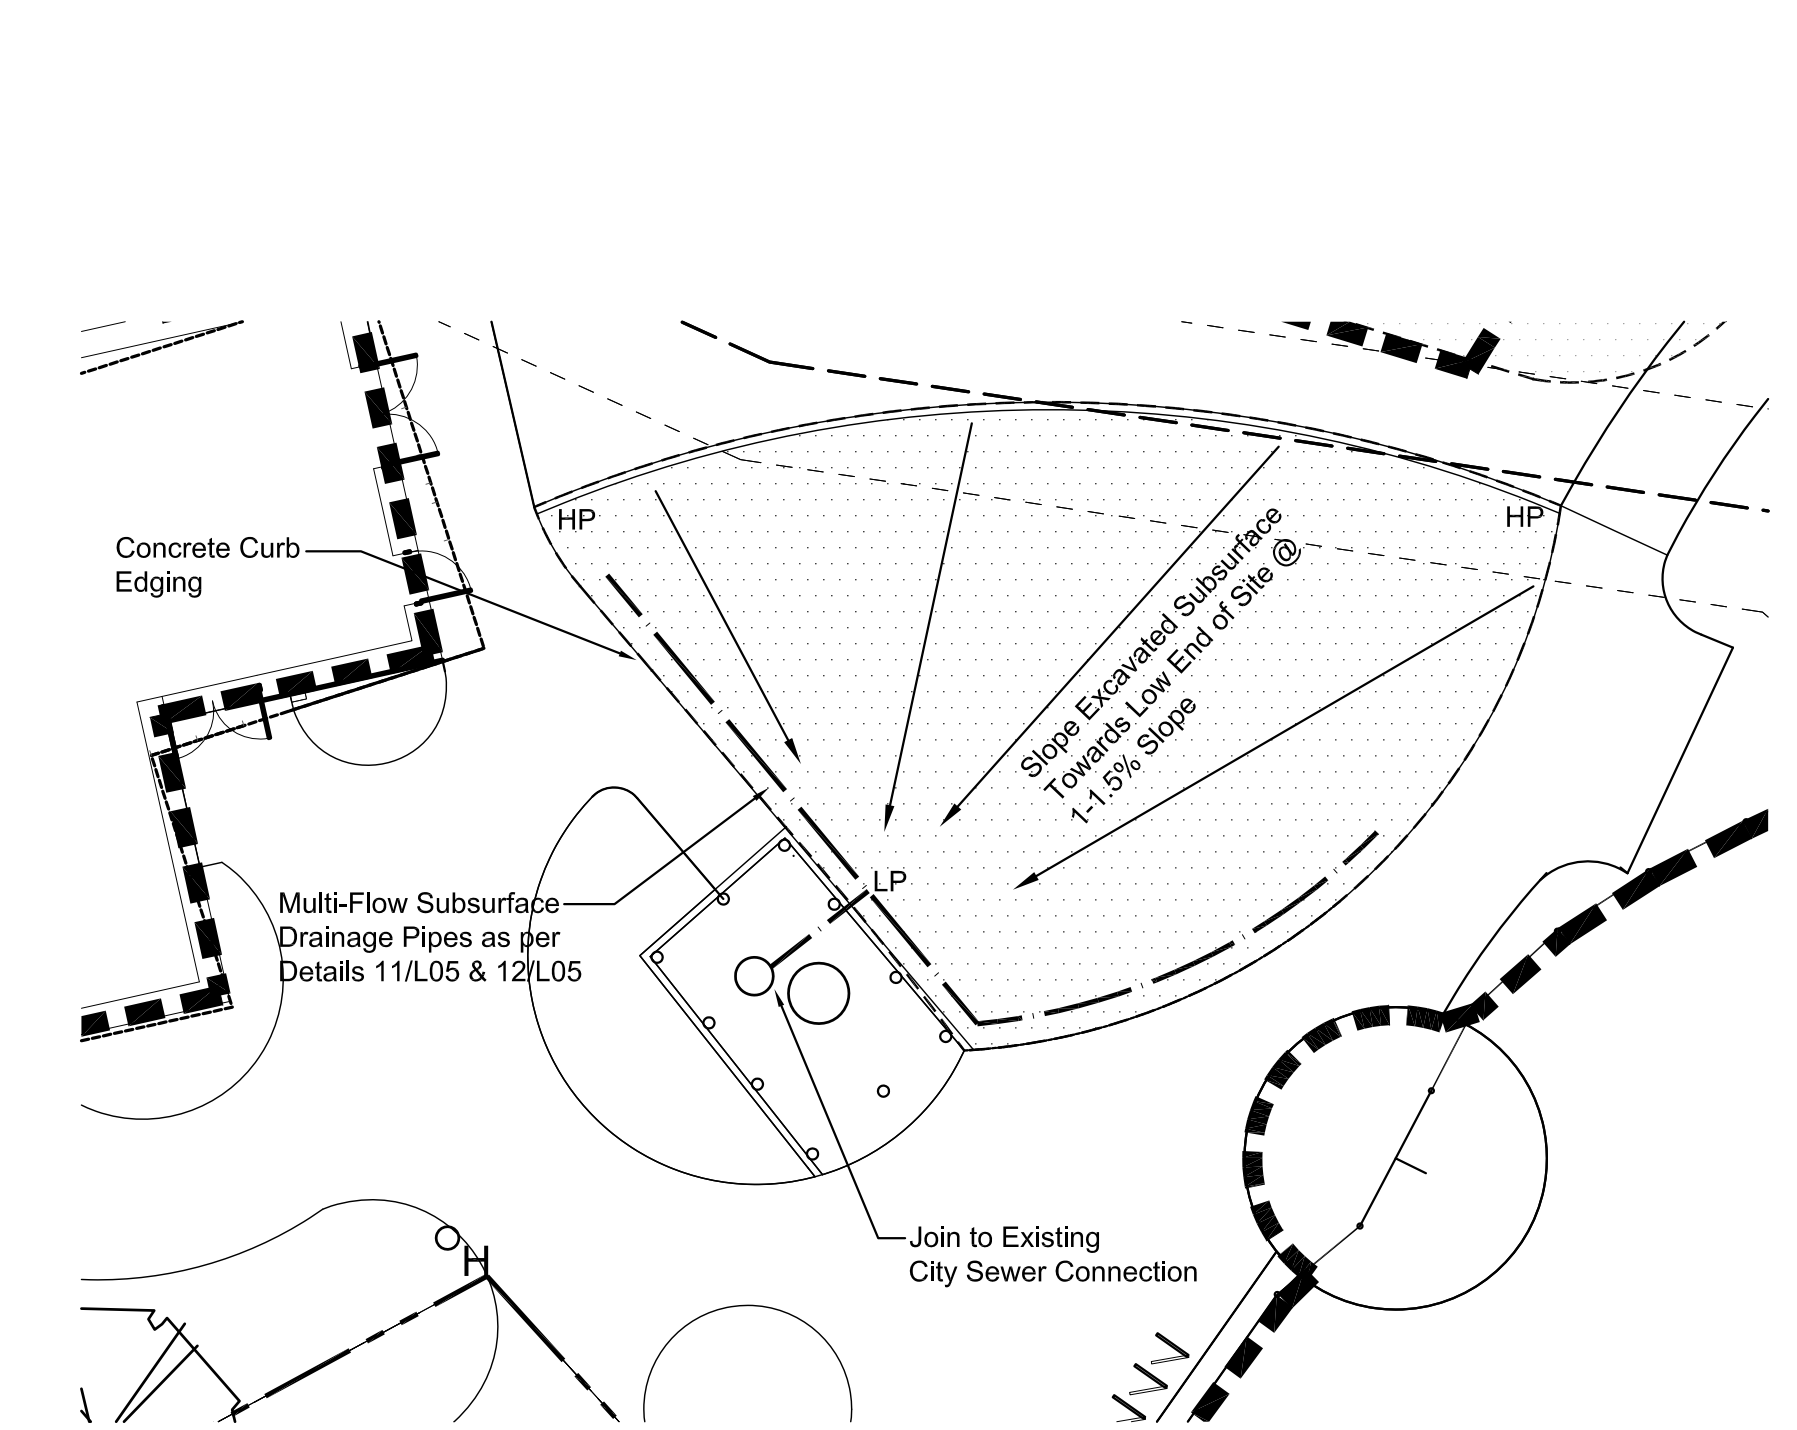 HP
HP
Concrete Curb
Edging
Slope Excavated Subsurface
Towards Low End of Site @
1-1.5% Slope
LP
Multi-Flow Subsurface
Drainage Pipes as per
Details 11/L05 & 12/L05
Join to Existing
City Sewer Connection
H